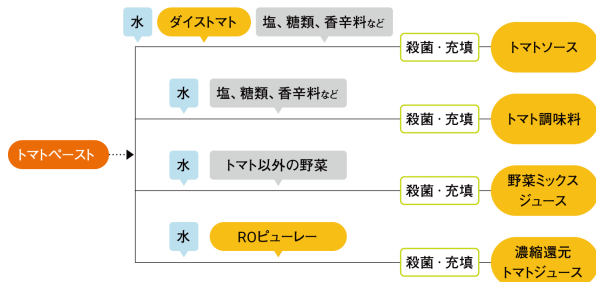 水 ダイストマト 塩、糖類、香辛料など
殺菌・充填 トマトソース
水 塩、糖類、香辛料など
殺菌・充填 トマト調味料
トマトペースト
水 トマト以外の野菜
殺菌・充填 野菜ミックス
ジュース
水 ROピューレー
殺菌・充填 濃縮還元
トマトジュース